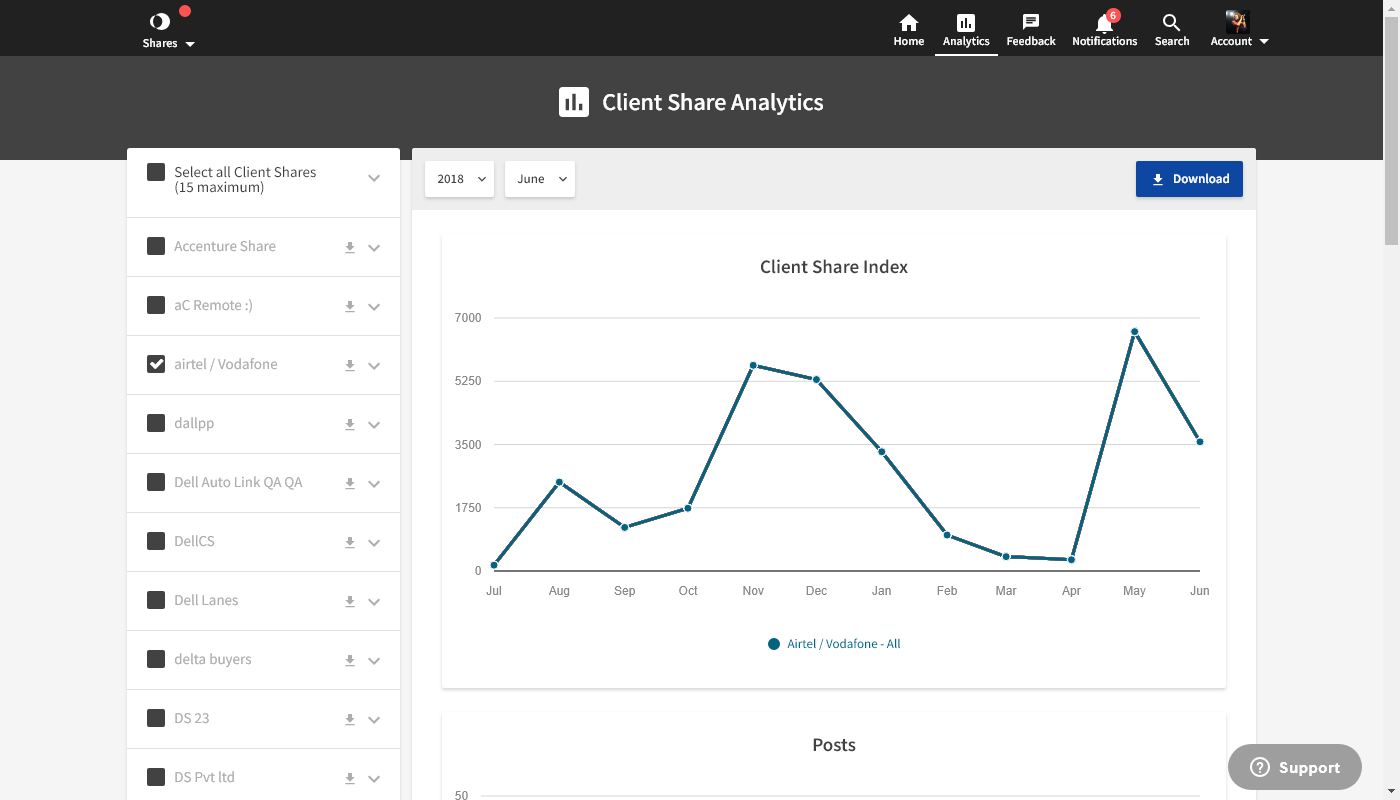 Shares
Home
Analytics
Feedback
6
Notifications
Search
Account
Client Share Analytics
Select all Client Shares
(15 maximum)
Accenture Share
aC Remote :)
airtel / Vodafone
dallpp
Dell Auto Link QA QA
DellCS
Dell Lanes
delta buyers
DS 23
DS Pvt ltd
2018
June
Download
Client Share Index
7000
5250
3500
1750
0
Jul Aug Sep Oct Nov Dec Jan Feb Mar Apr May Jun
Airtel / Vodafone - All
Posts
50
Support